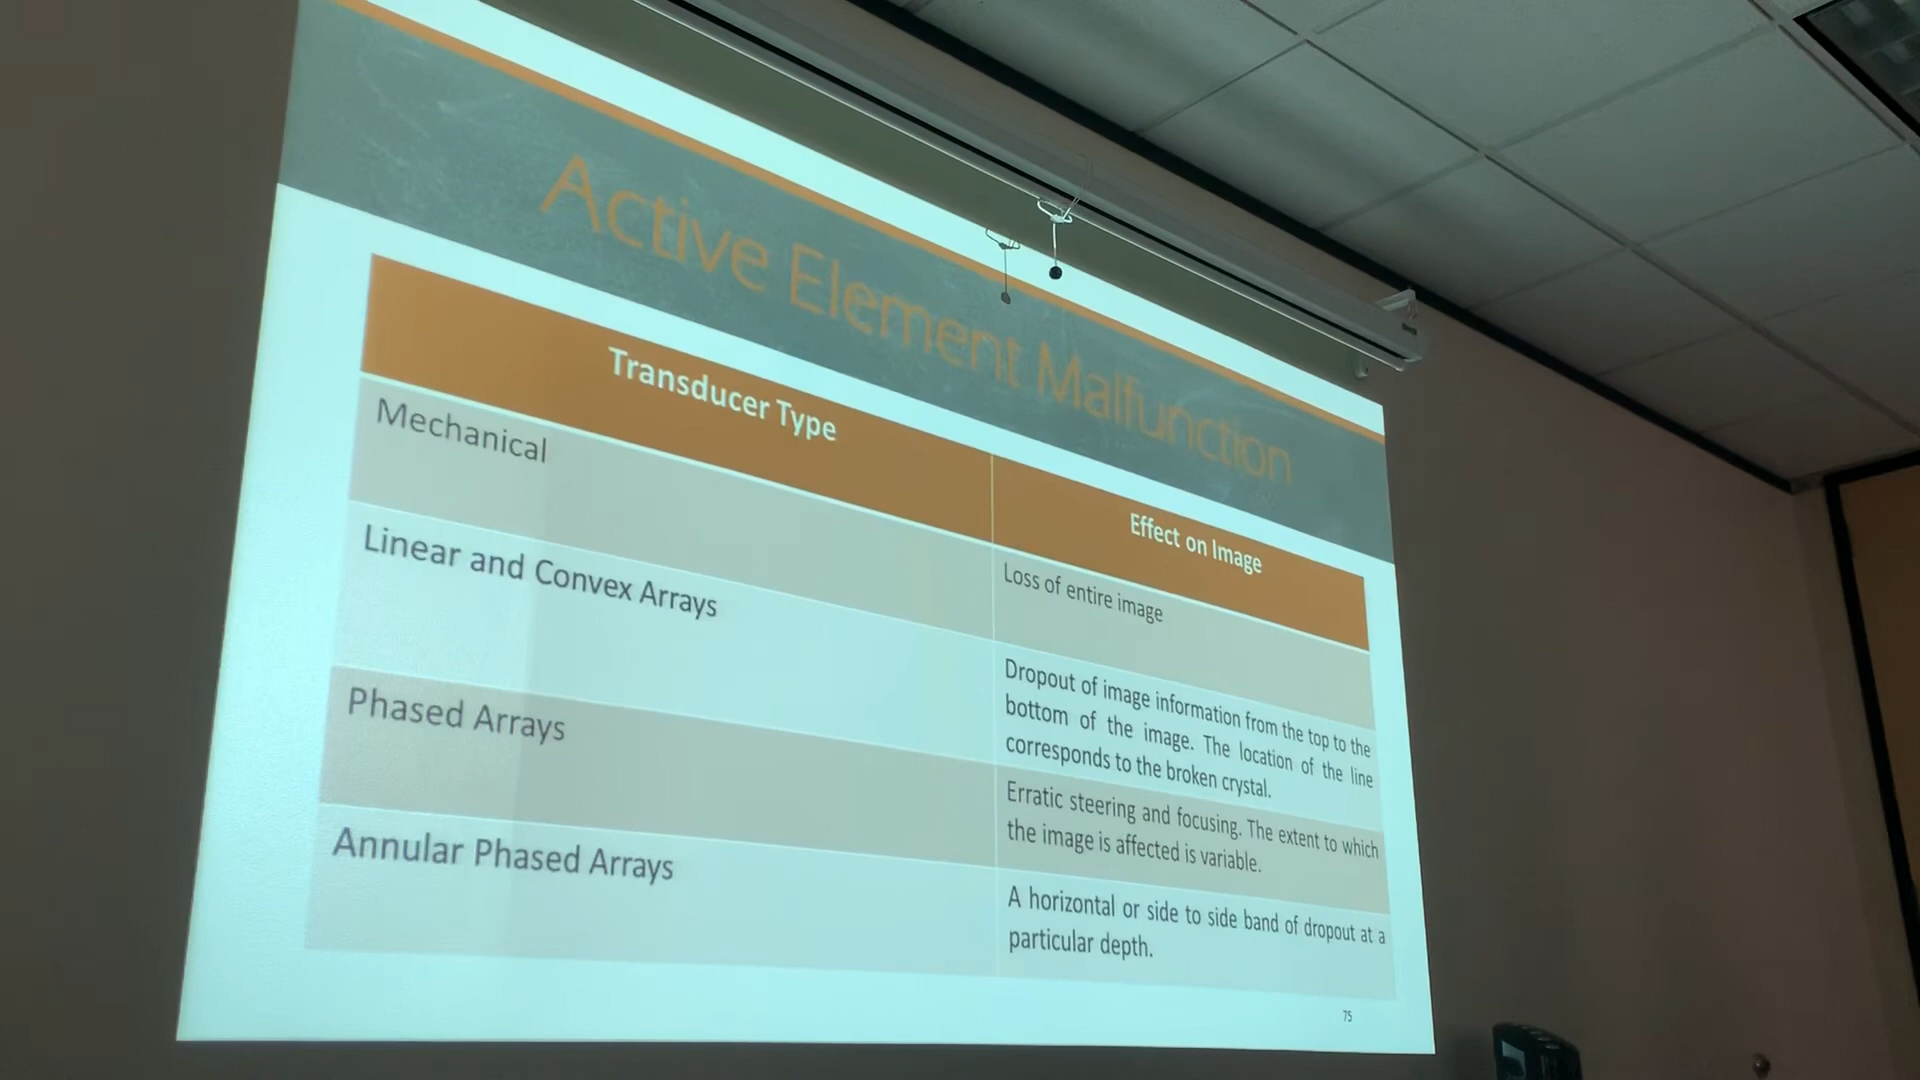 Active Element Malfunction
Transducer Type
Effect on Image
Mechanical
Loss of entire image
Linear and Convex Arrays
Dropout of image information from the top to the
bottom of the image. The location of the line
corresponds to the broken crystal.
Phased Arrays
Erratic steering and focusing. The extent to which
the image is affected is variable.
Annular Phased Arrays
A horizontal or side to side band of dropout at a
particular depth.
75